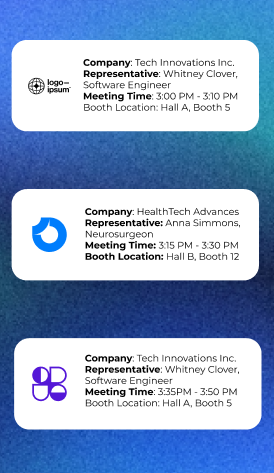 logo—
ipsum
Company: Tech Innovations Inc.
Representative: Whitney Clover,
Software Engineer
Meeting Time: 3:00 PM - 3:10 PM
Booth Location: Hall A, Booth 5
Company: HealthTech Advances
Representative: Anna Simmons,
Neurosurgeon
Meeting Time: 3:15 PM - 3:30 PM
Booth Location: Hall B, Booth 12
Company: Tech Innovations Inc.
Representative: Whitney Clover,
Software Engineer
Meeting Time: 3:35PM - 3:50 PM
Booth Location: Hall A, Booth 5